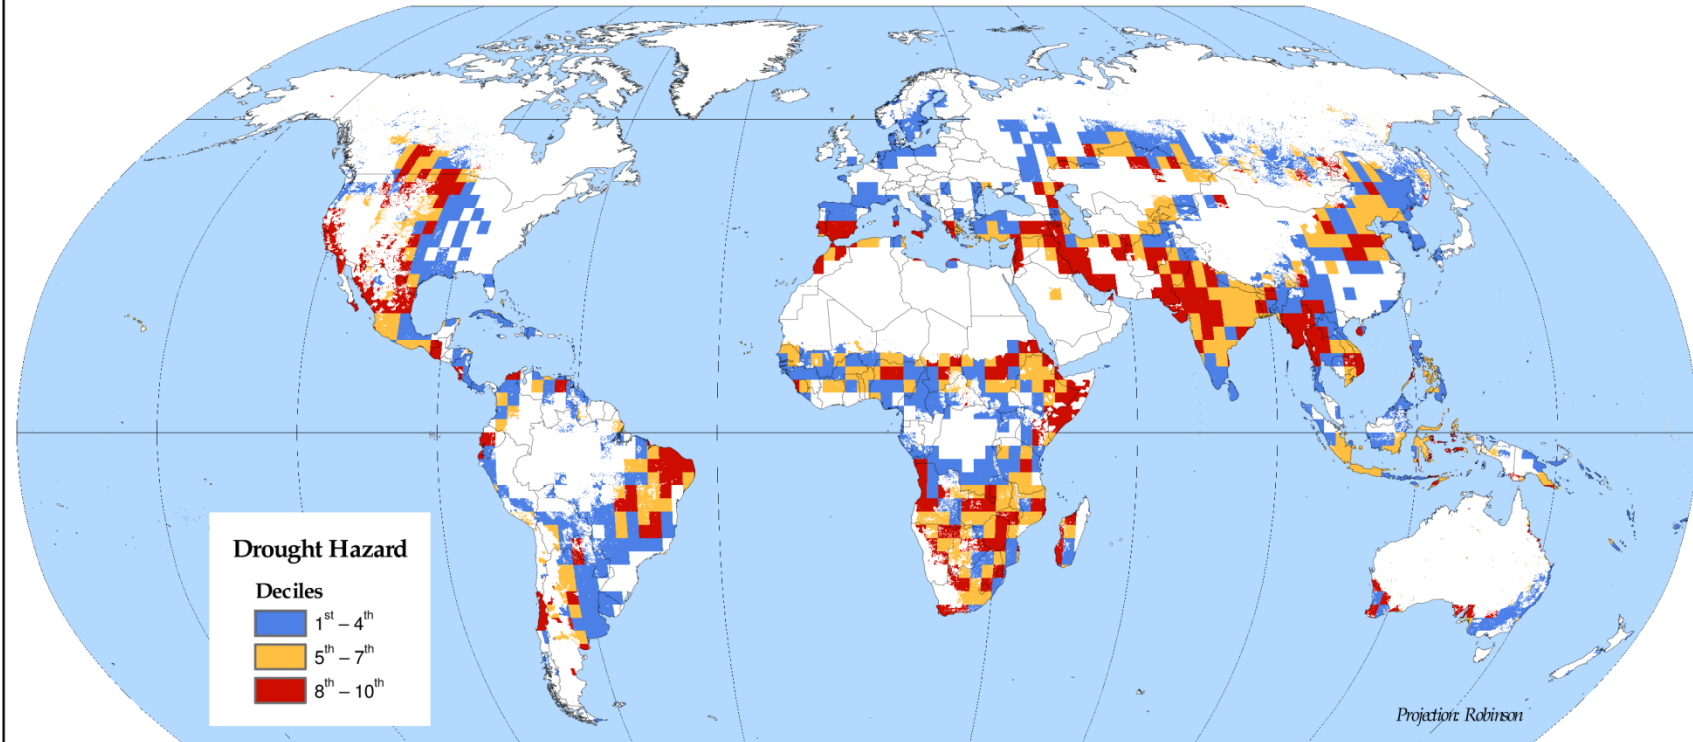 Drought Hazard
Deciles
1st – 4th
5th – 7th
8th – 10th
Projection: Robinson